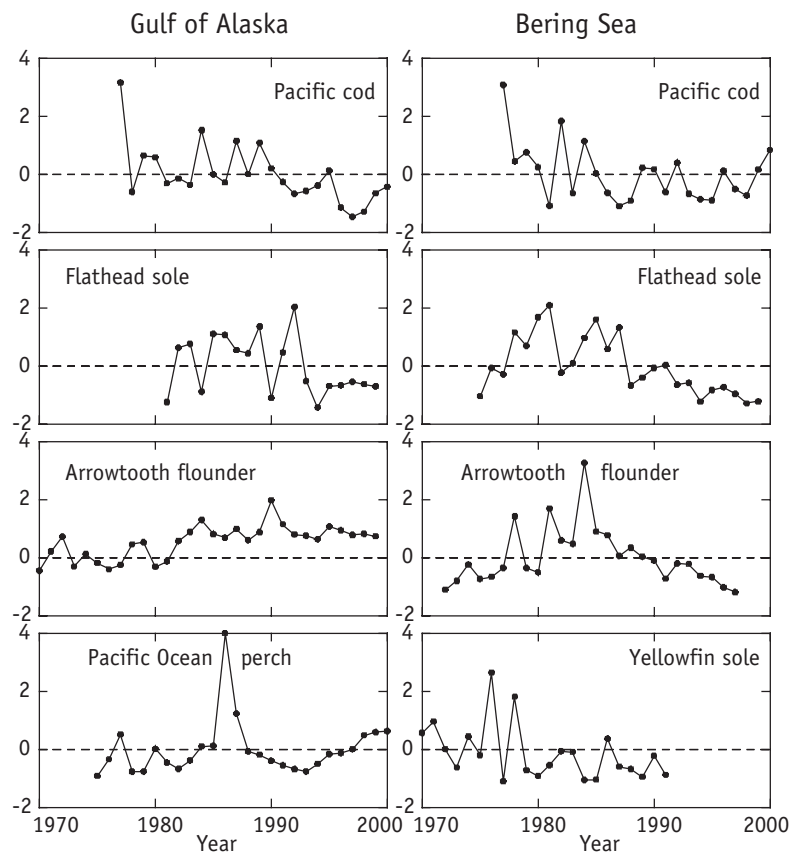 Gulf of Alaska
Bering Sea
4
2
0
-2
Pacific cod
4
2
0
-2
Pacific cod
4
2
0
-2
Flathead sole
4
2
0
-2
Flathead sole
4
2
0
-2
Arrowtooth flounder
4
2
0
-2
Arrowtooth flounder
4
2
0
-2
Pacific Ocean perch
4
2
0
-2
Yellowfin sole
1970 1980 1990 2000
Year
1970 1980 1990 2000
Year